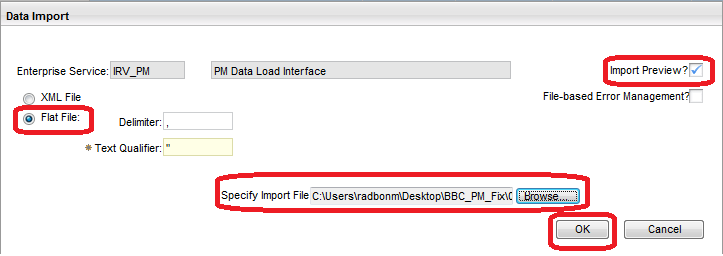 Data Import
Enterprise Service: IRV_PM PM Data Load Interface Import Preview?
XML File File-based Error Management?
Flat File: Delimiter: ,
* Text Qualifier: "
Specify Import File C:\Users\radbonm\Desktop\BBC_PM_Fix\ Browse...
OK Cancel